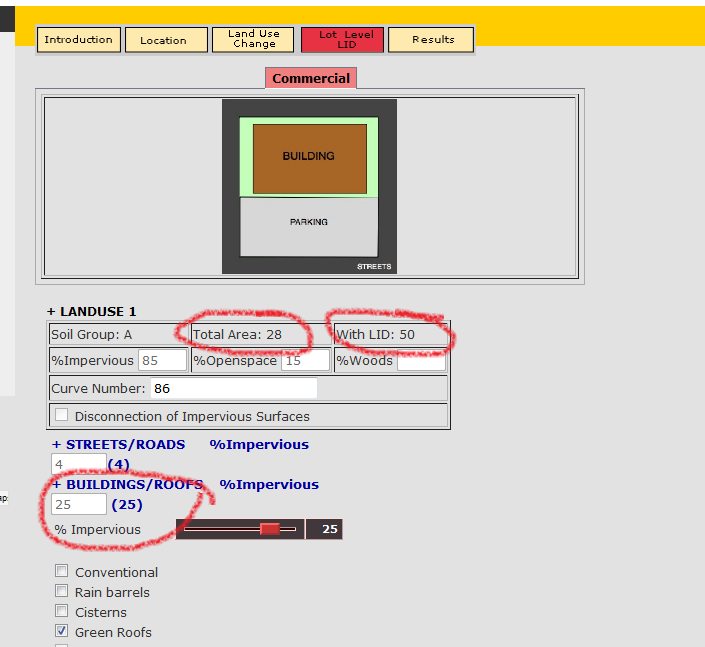 Introduction
Location
Land Use
Change
Lot Level
LID
Results
Commercial
BUILDING
PARKING
STREETS
+ LANDUSE 1
Soil Group: A Total Area: 28 With LID: 50
%Impervious 85 %Openspace 15 %Woods
Curve Number: 86
Disconnection of Impervious Surfaces
+ STREETS/ROADS %Impervious
4 (4)
+ BUILDINGS/ROOFS %Impervious
25 (25)
% Impervious 25
ap
Conventional
Rain barrels
Cisterns
Green Roofs